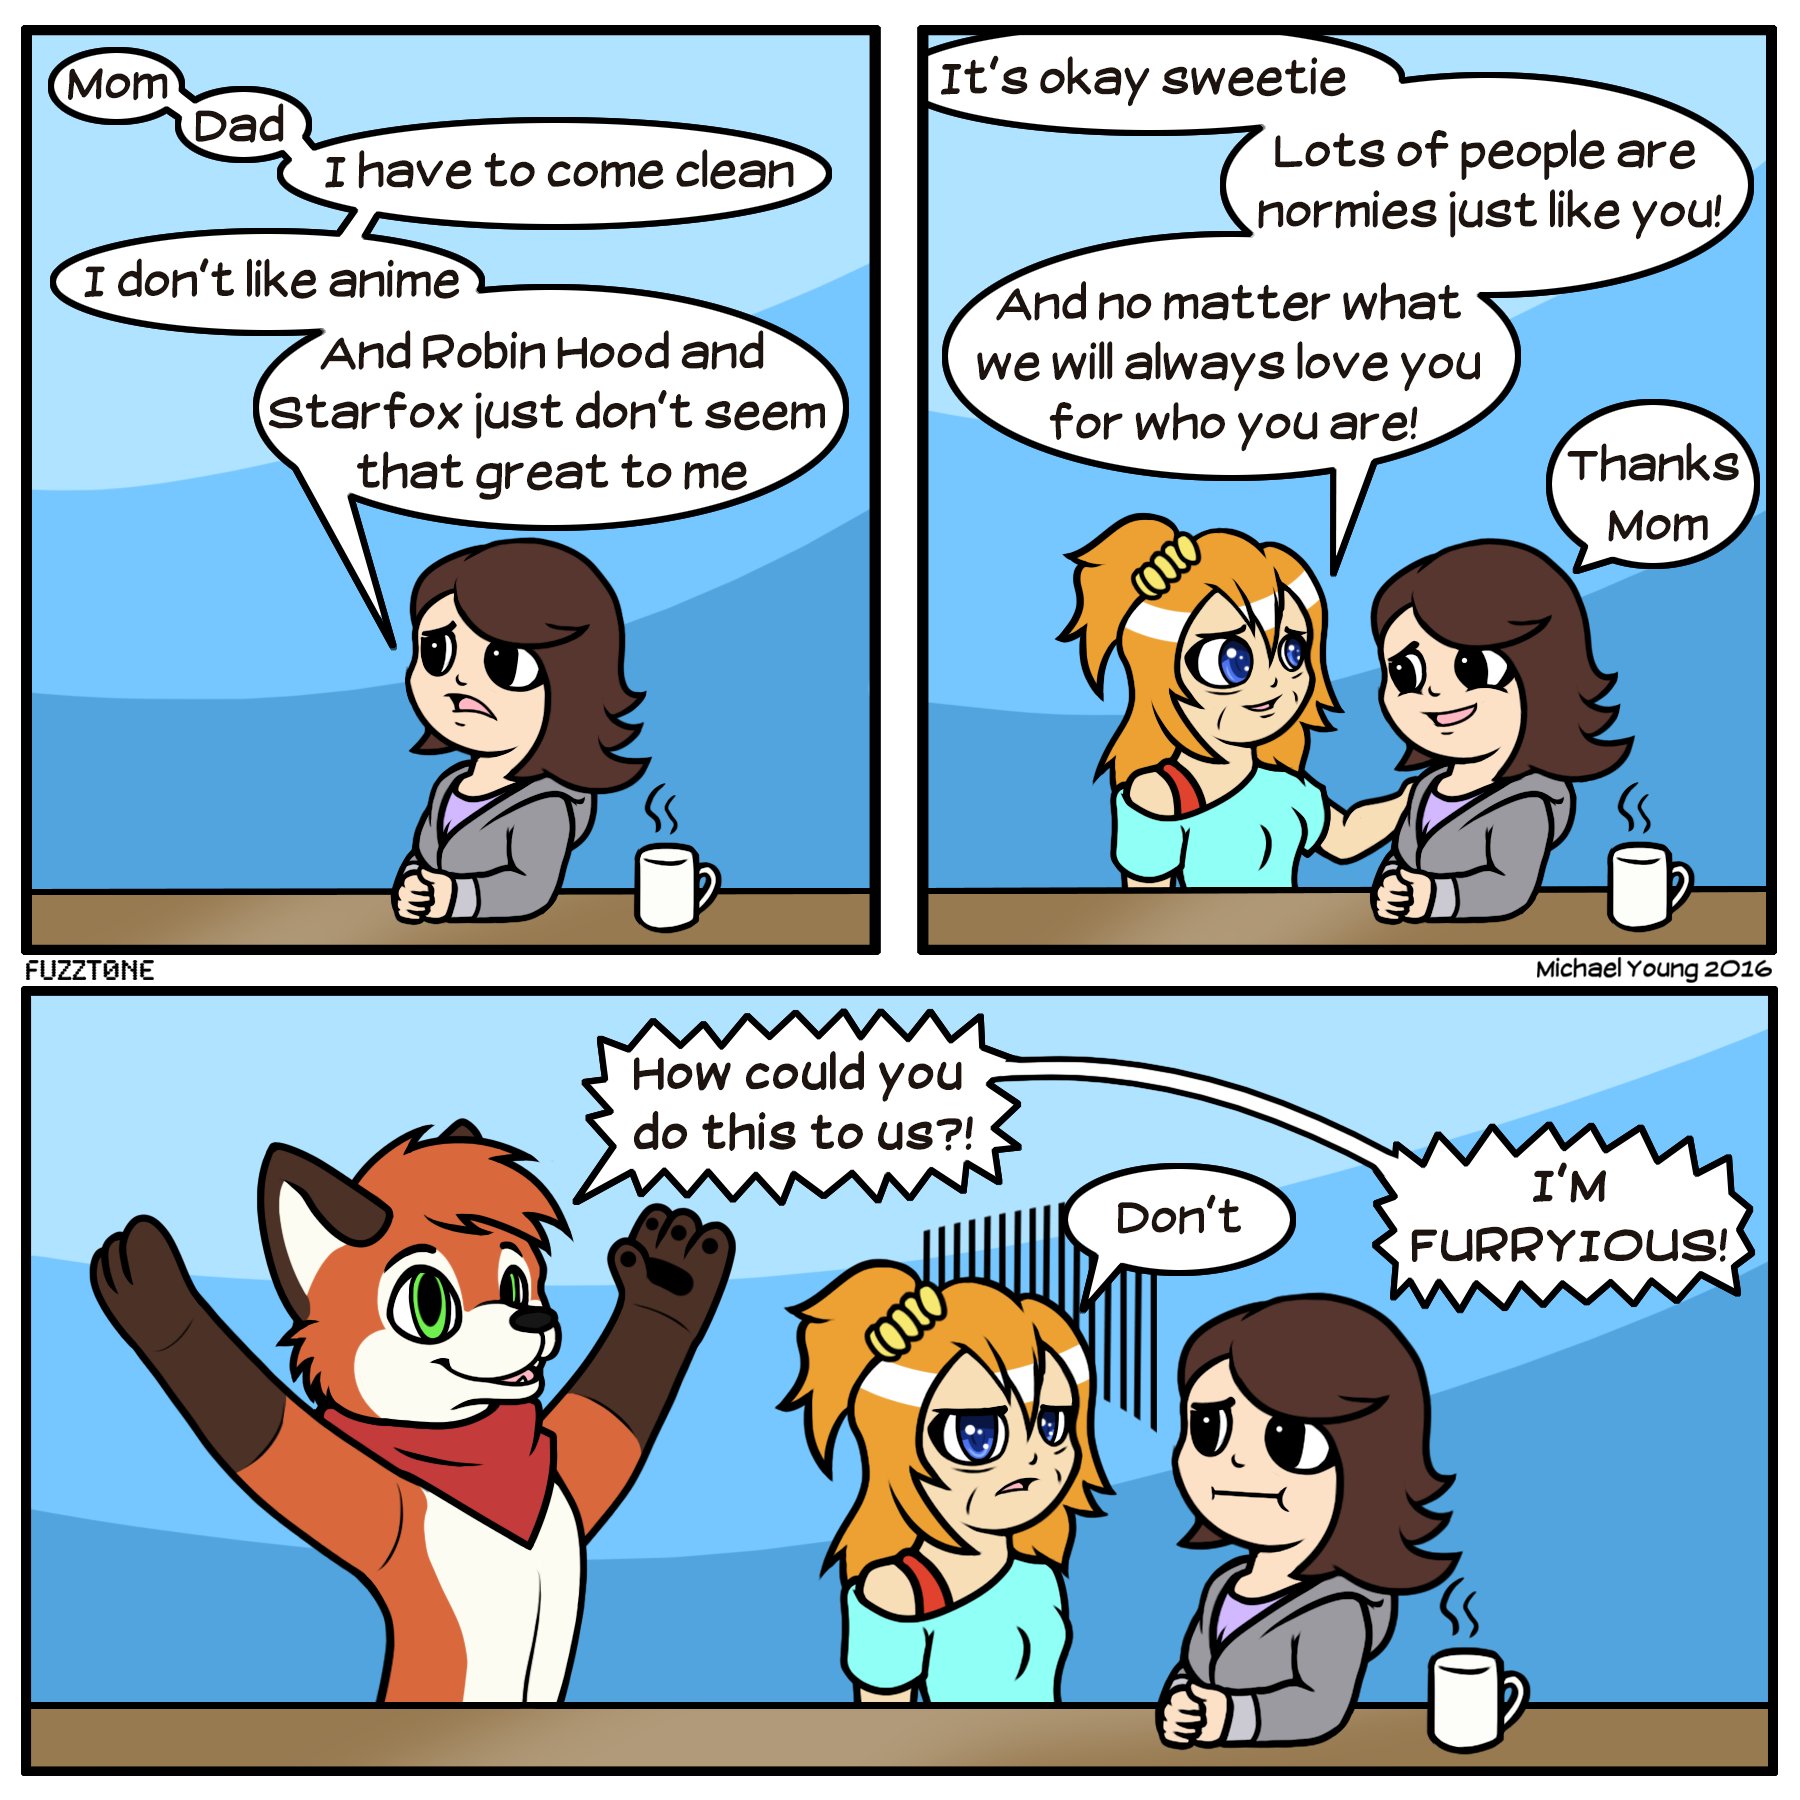 Mom
Dad
I have to come clean
I don't like anime
And Robin Hood and
Starfox just don't seem
that great to me
It's okay sweetie
Lots of people are
normies just like you!
And no matter what
we will always love you
for who you are!
Thanks
Mom
FUZZTONE
Michael Young 2016
How could you
do this to us?!
Don't
I'M
FURRYIOUS!